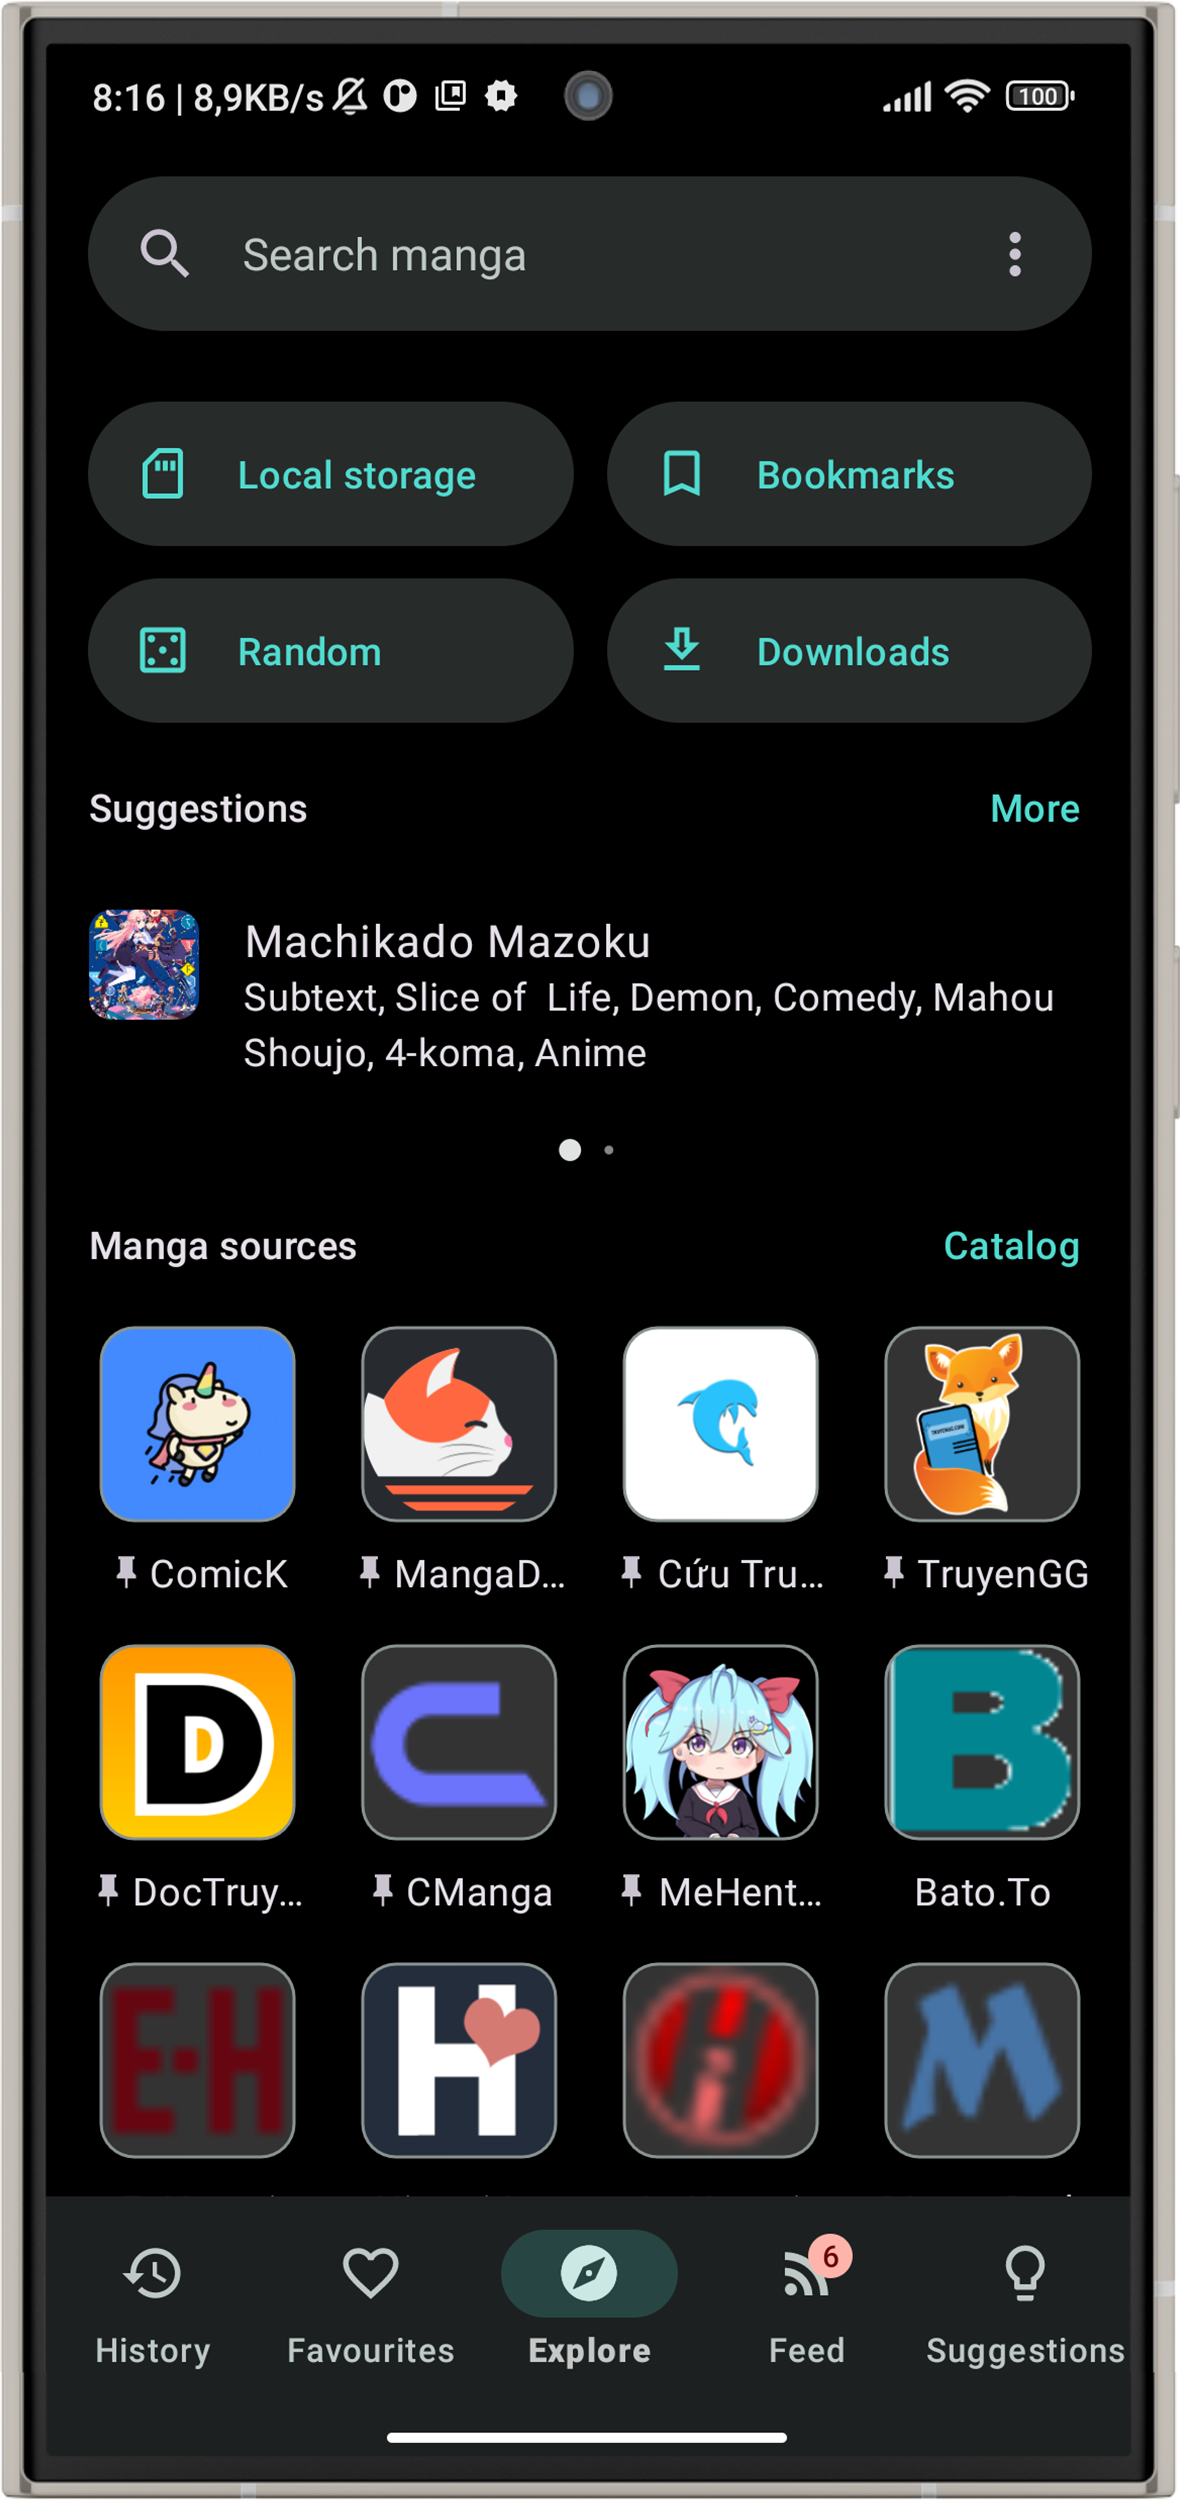 8:16 | 8,9KB/s
100
Search manga
Local storage
Bookmarks
Random
Downloads
Suggestions
More
Machikado Mazoku
Subtext, Slice of  Life, Demon, Comedy, Mahou
Shoujo, 4-koma, Anime
Manga sources
Catalog
ComicK
MangaD...
Cứu Tru...
TruyenGG
D
C
B
DocTruy...
CManga
MeHent...
Bato.To
E-H
H
H
M
6
History
Favourites
Explore
Feed
Suggestions